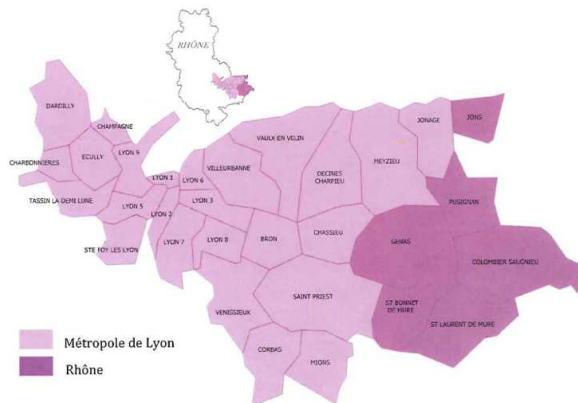 RHÔNE
DARDILLY
CHAMPAGNE
ECULLY
LYON 9
CHARBONNIERES
TASSIN LA DEMI LUNE
LYON 5
STE FOY LES LYON
LYON 1
LYON 2
LYON 6
LYON 3
LYON 7
LYON 8
VILLEURBANNE
VAULX EN VELIN
BRON
DECINES
CHARPIEU
MEYZIEU
JONAGE
JONS
CHASSIEU
PUSIGNAN
GENAS
COLOMBIER SAUGNIEU
SAINT PRIEST
ST BONNET
DE MURE
ST LAURENT DE MURE
VENISSIEUX
CORBAS
MIONS
Métropole de Lyon
Rhône